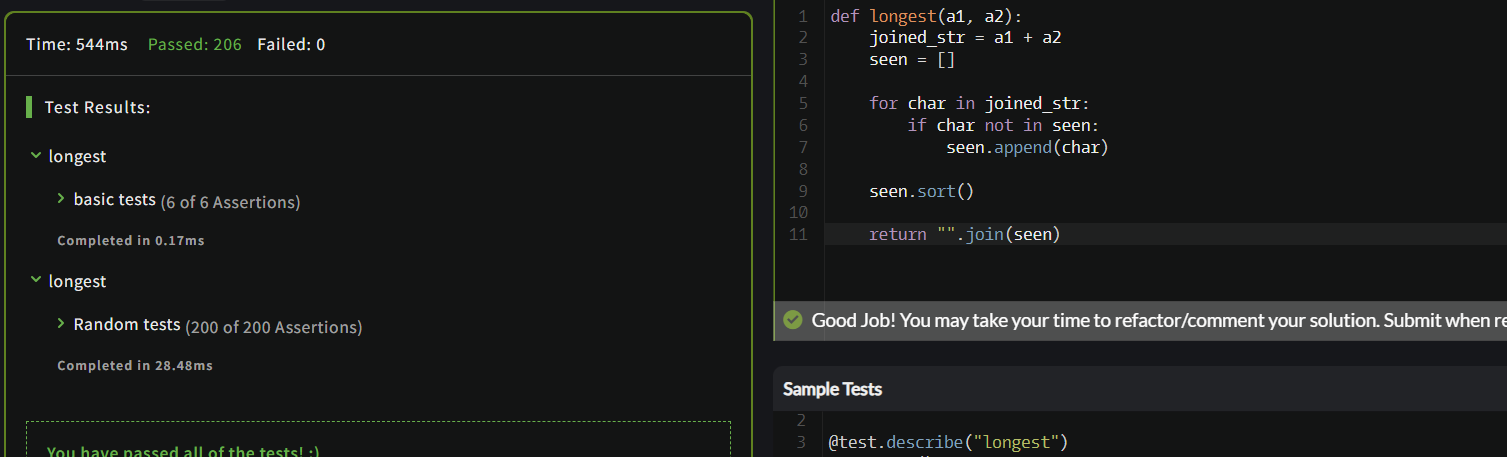 Time: 544ms Passed: 206 Failed: 0
Test Results:
longest
basic tests (6 of 6 Assertions)
Completed in 0.17ms
longest
Random tests (200 of 200 Assertions)
Completed in 28.48ms
You have passed all of the tests! :)
1 def longest(a1, a2):
2     joined_str = a1 + a2
3     seen = []
4
5     for char in joined_str:
6         if char not in seen:
7             seen.append(char)
8
9     seen.sort()
10
11     return "".join(seen)
Good Job! You may take your time to refactor/comment your solution. Submit when re
Sample Tests
2
3 @test.describe("longest")